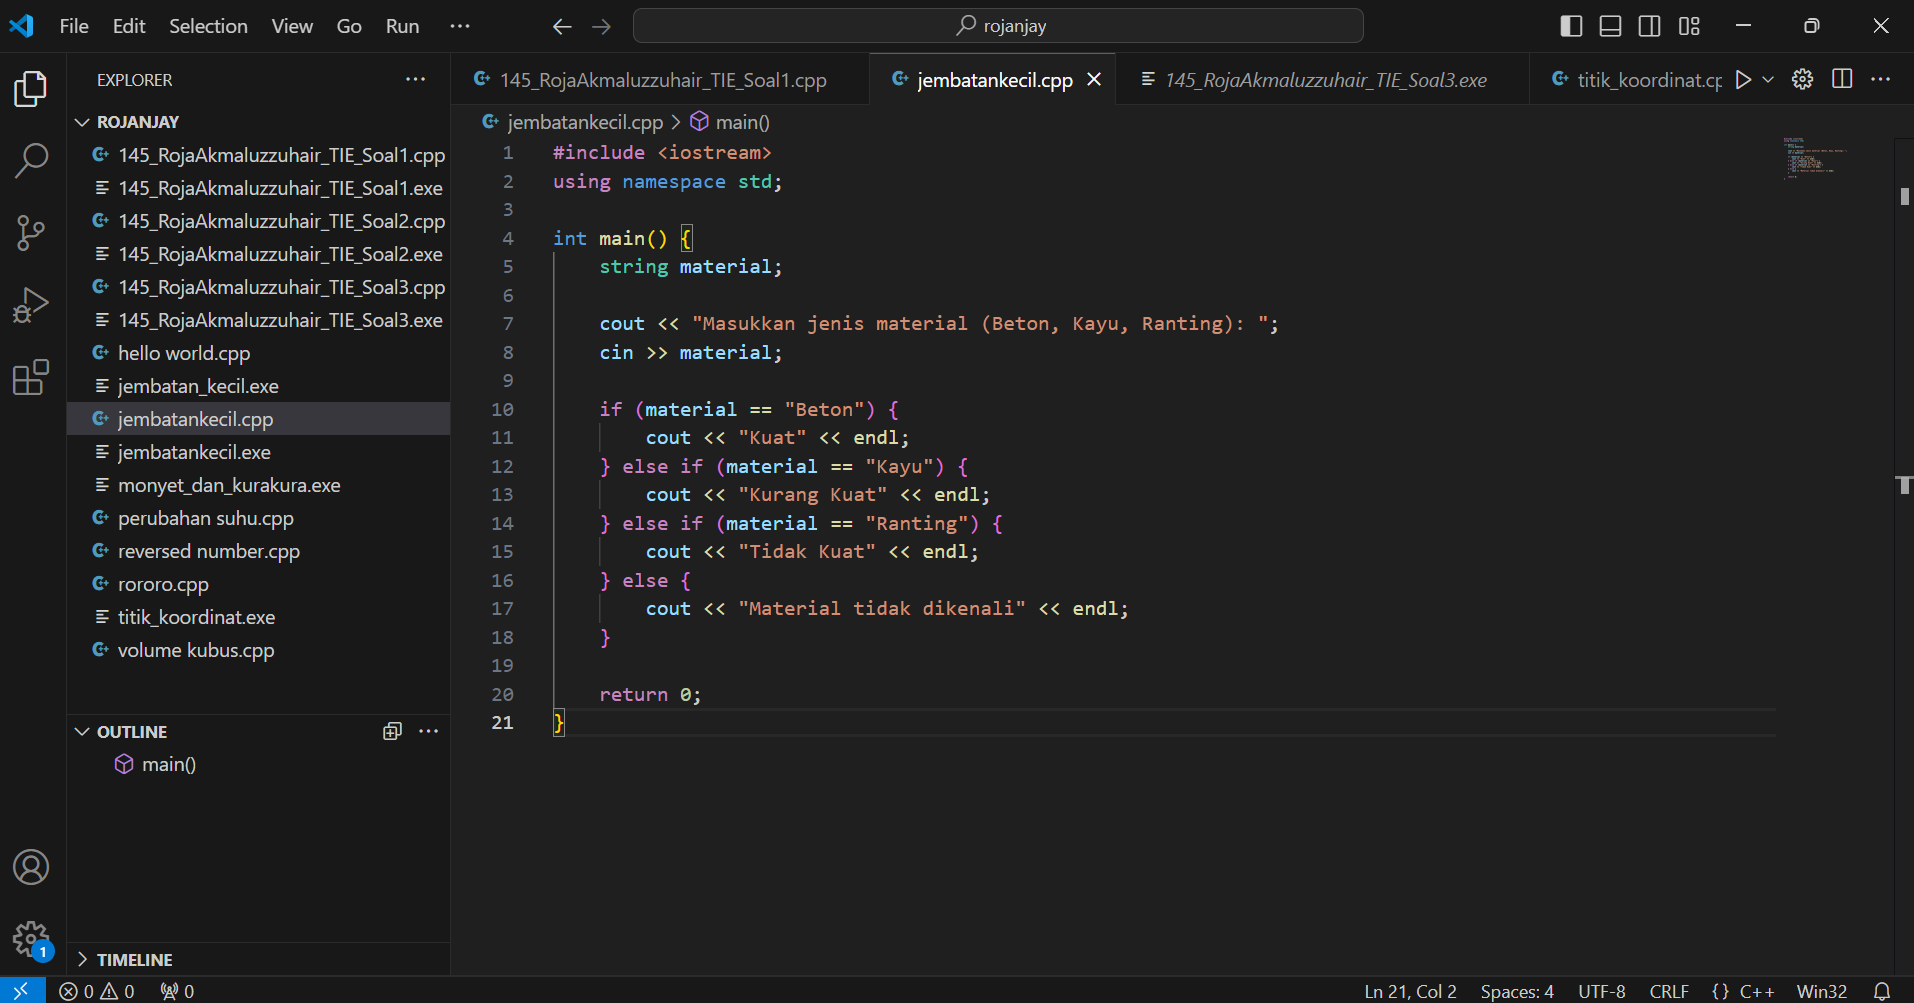 File Edit Selection View Go Run ··· rojanjay
EXPLORER ···
ROJANJAY
145_RojaAkmaluzzuhair_TIE_Soal1.cpp
145_RojaAkmaluzzuhair_TIE_Soal1.exe
145_RojaAkmaluzzuhair_TIE_Soal2.cpp
145_RojaAkmaluzzuhair_TIE_Soal2.exe
145_RojaAkmaluzzuhair_TIE_Soal3.cpp
145_RojaAkmaluzzuhair_TIE_Soal3.exe
hello world.cpp
jembatan_kecil.exe
jembatankecil.cpp
jembatankecil.exe
monyet_dan_kurakura.exe
perubahan suhu.cpp
reversed number.cpp
rororo.cpp
titik_koordinat.exe
volume kubus.cpp
OUTLINE
main()
TIMELINE
1
145_RojaAkmaluzzuhair_TIE_Soal1.cpp jembatankecil.cpp 145_RojaAkmaluzzuhair_TIE_Soal3.exe titik_koordinat.cp
jembatankecil.cpp > main()
1 #include <iostream>
2 using namespace std;
3
4 int main() {
5     string material;
6
7     cout << "Masukkan jenis material (Beton, Kayu, Ranting): ";
8     cin >> material;
9
10     if (material == "Beton") {
11         cout << "Kuat" << endl;
12     } else if (material == "Kayu") {
13         cout << "Kurang Kuat" << endl;
14     } else if (material == "Ranting") {
15         cout << "Tidak Kuat" << endl;
16     } else {
17         cout << "Material tidak dikenali" << endl;
18     }
19
20     return 0;
21 }
0 0 0 Ln 21, Col 2 Spaces: 4 UTF-8 CRLF {} C++ Win32